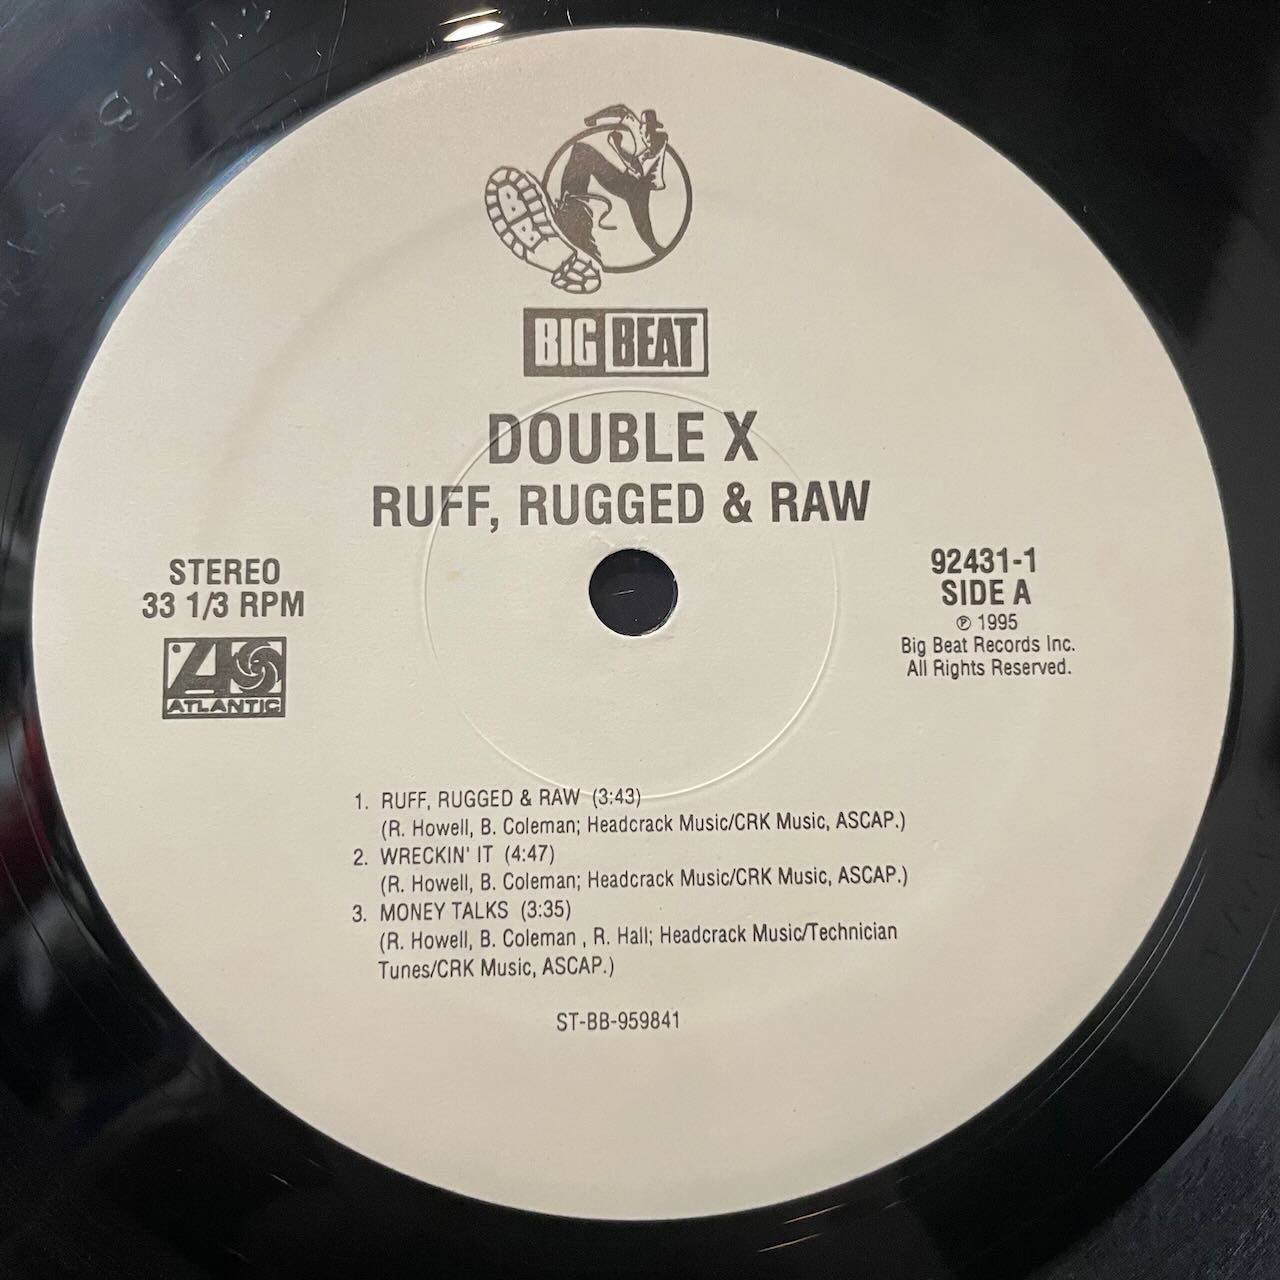 BB
BIG BEAT
DOUBLE X
RUFF, RUGGED & RAW
STEREO
33 1/3 RPM
ATLANTIC
92431-1
SIDE A
℗ 1995
Big Beat Records Inc.
All Rights Reserved.
1. RUFF, RUGGED & RAW (3:43)
(R. Howell, B. Coleman; Headcrack Music/CRK Music, ASCAP.)
2. WRECKIN' IT (4:47)
(R. Howell, B. Coleman; Headcrack Music/CRK Music, ASCAP.)
3. MONEY TALKS (3:35)
(R. Howell, B. Coleman , R. Hall; Headcrack Music/Technician
Tunes/CRK Music, ASCAP.)
ST-BB-959841